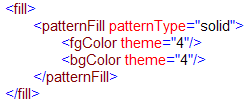 <fill>
<patternFill patternType="solid">
<fgColor theme="4"/>
<bgColor theme="4"/>
</patternFill>
</fill>